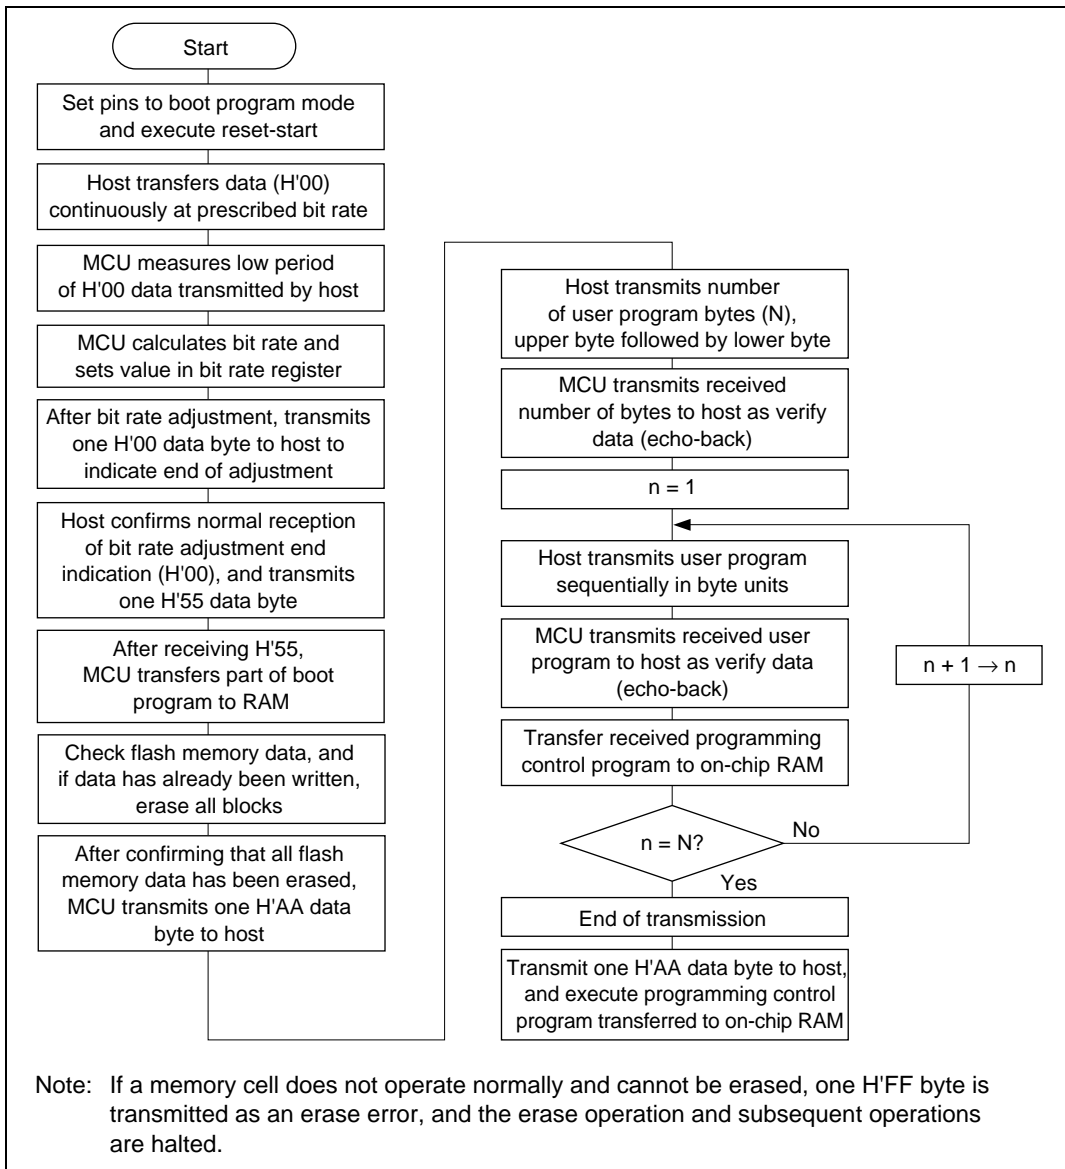 Start
Set pins to boot program mode
and execute reset-start
Host transfers data (H'00)
continuously at prescribed bit rate
MCU measures low period
of H'00 data transmitted by host
MCU calculates bit rate and
sets value in bit rate register
After bit rate adjustment, transmits
one H'00 data byte to host to
indicate end of adjustment
Host confirms normal reception
of bit rate adjustment end
indication (H'00), and transmits
one H'55 data byte
After receiving H'55,
MCU transfers part of boot
program to RAM
Check flash memory data, and
if data has already been written,
erase all blocks
After confirming that all flash
memory data has been erased,
MCU transmits one H'AA data
byte to host
Host transmits number
of user program bytes (N),
upper byte followed by lower byte
MCU transmits received
number of bytes to host as verify
data (echo-back)
n = 1
Host transmits user program
sequentially in byte units
MCU transmits received user
program to host as verify data
(echo-back)
n + 1 → n
Transfer received programming
control program to on-chip RAM
n = N?
No
Yes
End of transmission
Transmit one H'AA data byte to host,
and execute programming control
program transferred to on-chip RAM
Note: If a memory cell does not operate normally and cannot be erased, one H'FF byte is
transmitted as an erase error, and the erase operation and subsequent operations
are halted.